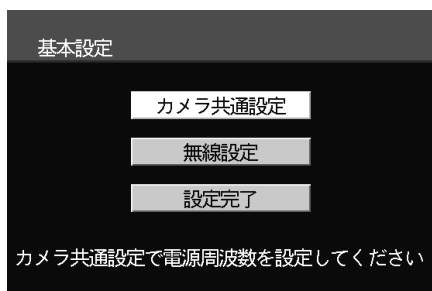 基本設定
カメラ共通設定
無線設定
設定完了
カメラ共通設定で電源周波数を設定してください